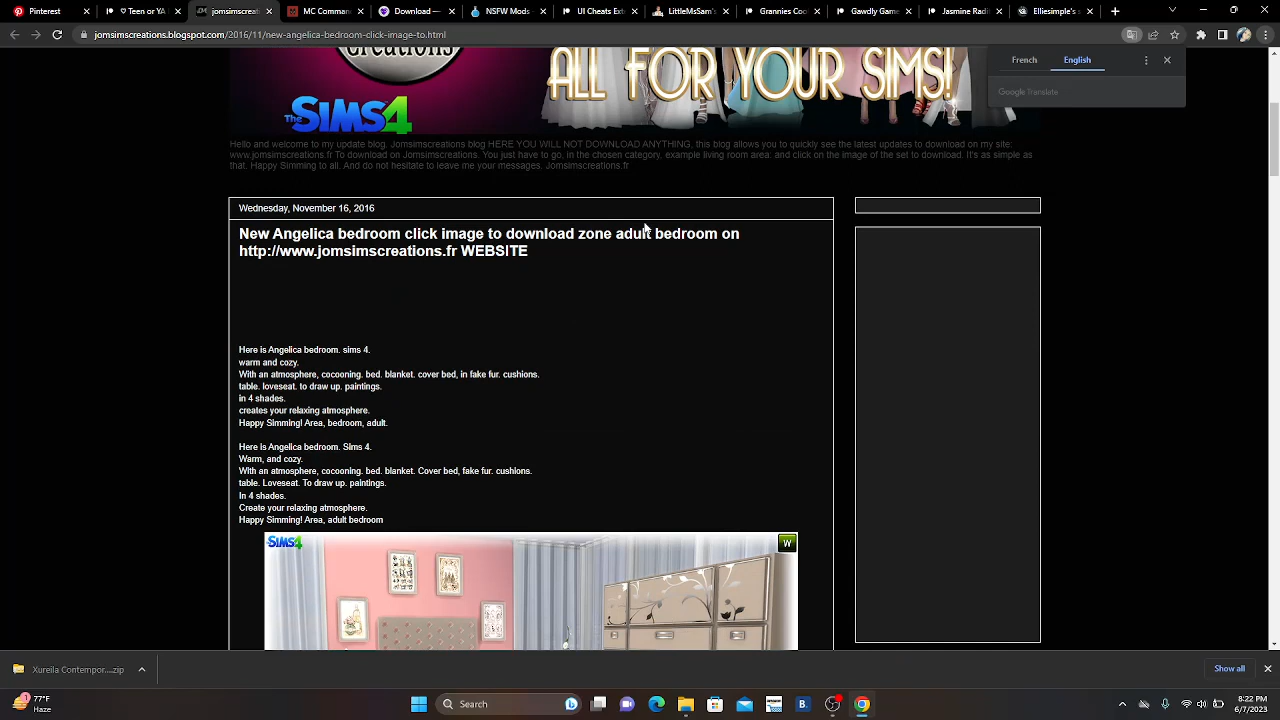 Pinterest
♥ Teen or YA
jomsimscreat
MC Command
Download —
NSFW Mods
UI Cheats Ext
LittleMsSam's
Grannies Cook
Gawdly Game
Jasmine Ran
Ellesimple's s
jomsimscreations.blogspot.com/2016/11/new-angelica-bedroom-click-image-to.html
French
English
Google Translate
Creations
ALL FOR YOUR SIMS!
The SIMS 4
Hello and welcome to my update blog, Jomsimscreations blog HERE YOU WILL NOT DOWNLOAD ANYTHING, this blog allows you to quickly see the latest updates to download on my site:
www.jomsimscreations.fr To download on Jomsimscreations. You just have to go, in the chosen category, example living room area. and click on the image of the set to download. It's as simple as
that, Happy Simming to all. And do not hesitate to leave me your messages. Jomsimscreations.fr
Wednesday, November 16, 2016
New Angelica bedroom click image to download zone adult bedroom on
http://www.jomsimscreations.fr WEBSITE
Here is Angelica bedroom. sims 4.
warm and cozy.
With an atmosphere, cocooning. bed. blanket. cover bed, in fake fur. cushions.
table. loveseat. to draw up. paintings.
in 4 shades.
creates your relaxing atmosphere.
Happy Simming! Area, bedroom, adult.
Here is Angelica bedroom. Sims 4.
Warm, and cozy.
With an atmosphere, cocooning. bed. blanket. Cover bed, fake fur. cushions.
table. Loveseat. To draw up. paintings.
In 4 shades.
Create your relaxing atmosphere.
Happy Simming! Area, adult bedroom
SIMS 4
W
Xureila Contempor....zip
Show all
77°F
Haze
Search
8:22 PM
6/7/2023